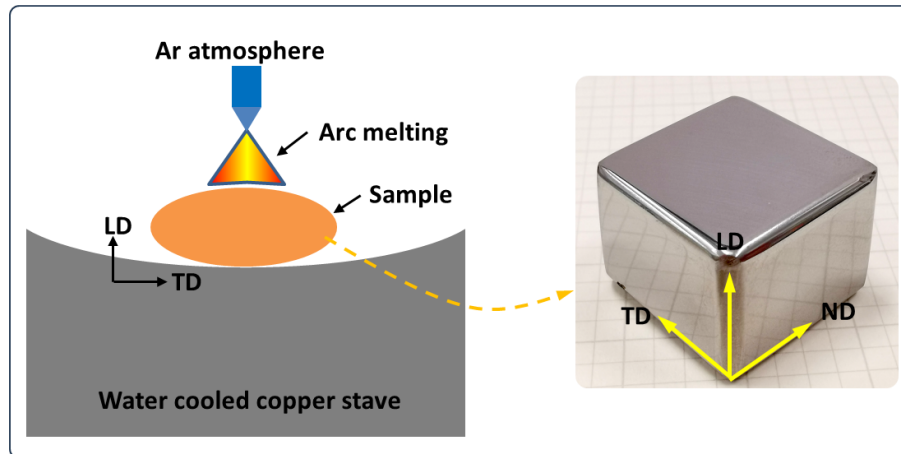 Ar atmosphere
Arc melting
Sample
LD
TD
Water cooled copper stave
LD
TD
ND